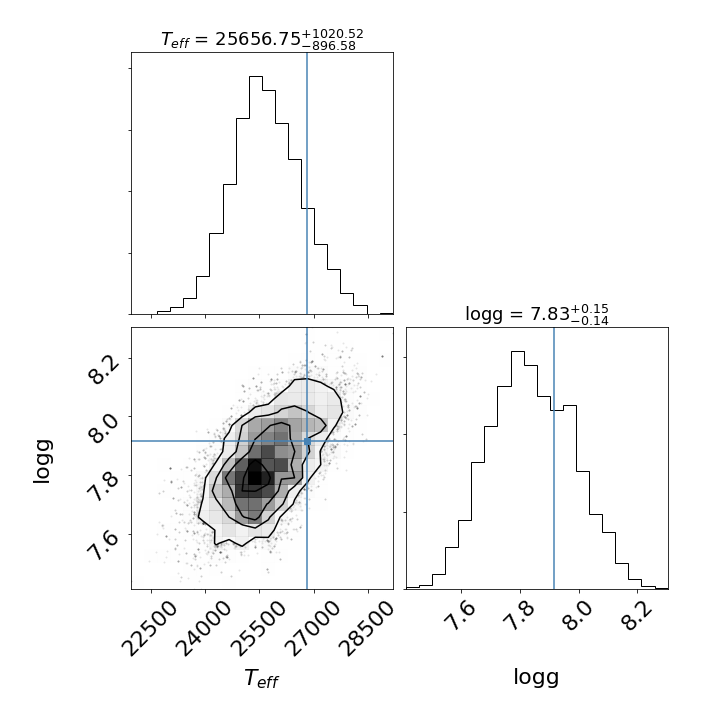 T_eff = 25656.75^{+1020.52}_{-896.58}
logg = 7.83^{+0.15}_{-0.14}
8.2
8.0
7.8
7.6
logg
22500 24000 25500 27000 28500
7.6 7.8 8.0 8.2
T_eff
logg